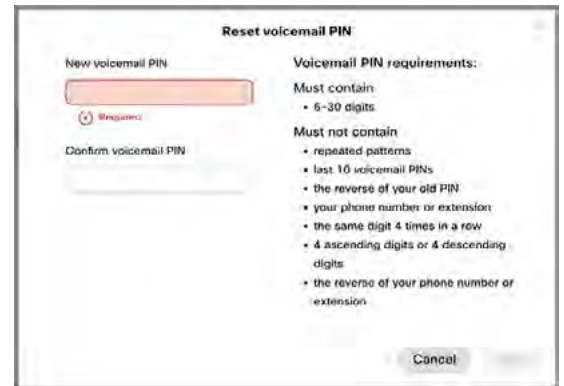 Reset voicemail PIN
New voicemail PIN
Required
Confirm voicemail PIN
Voicemail PIN requirements:
Must contain
• 6-30 digits
Must not contain
• repeated patterns
• last 10 voicemail PINs
• the reverse of your old PIN
• your phone number or extension
• the same digit 4 times in a row
• 4 ascending digits or 4 descending
digits
• the reverse of your phone number or
extension
Cancel